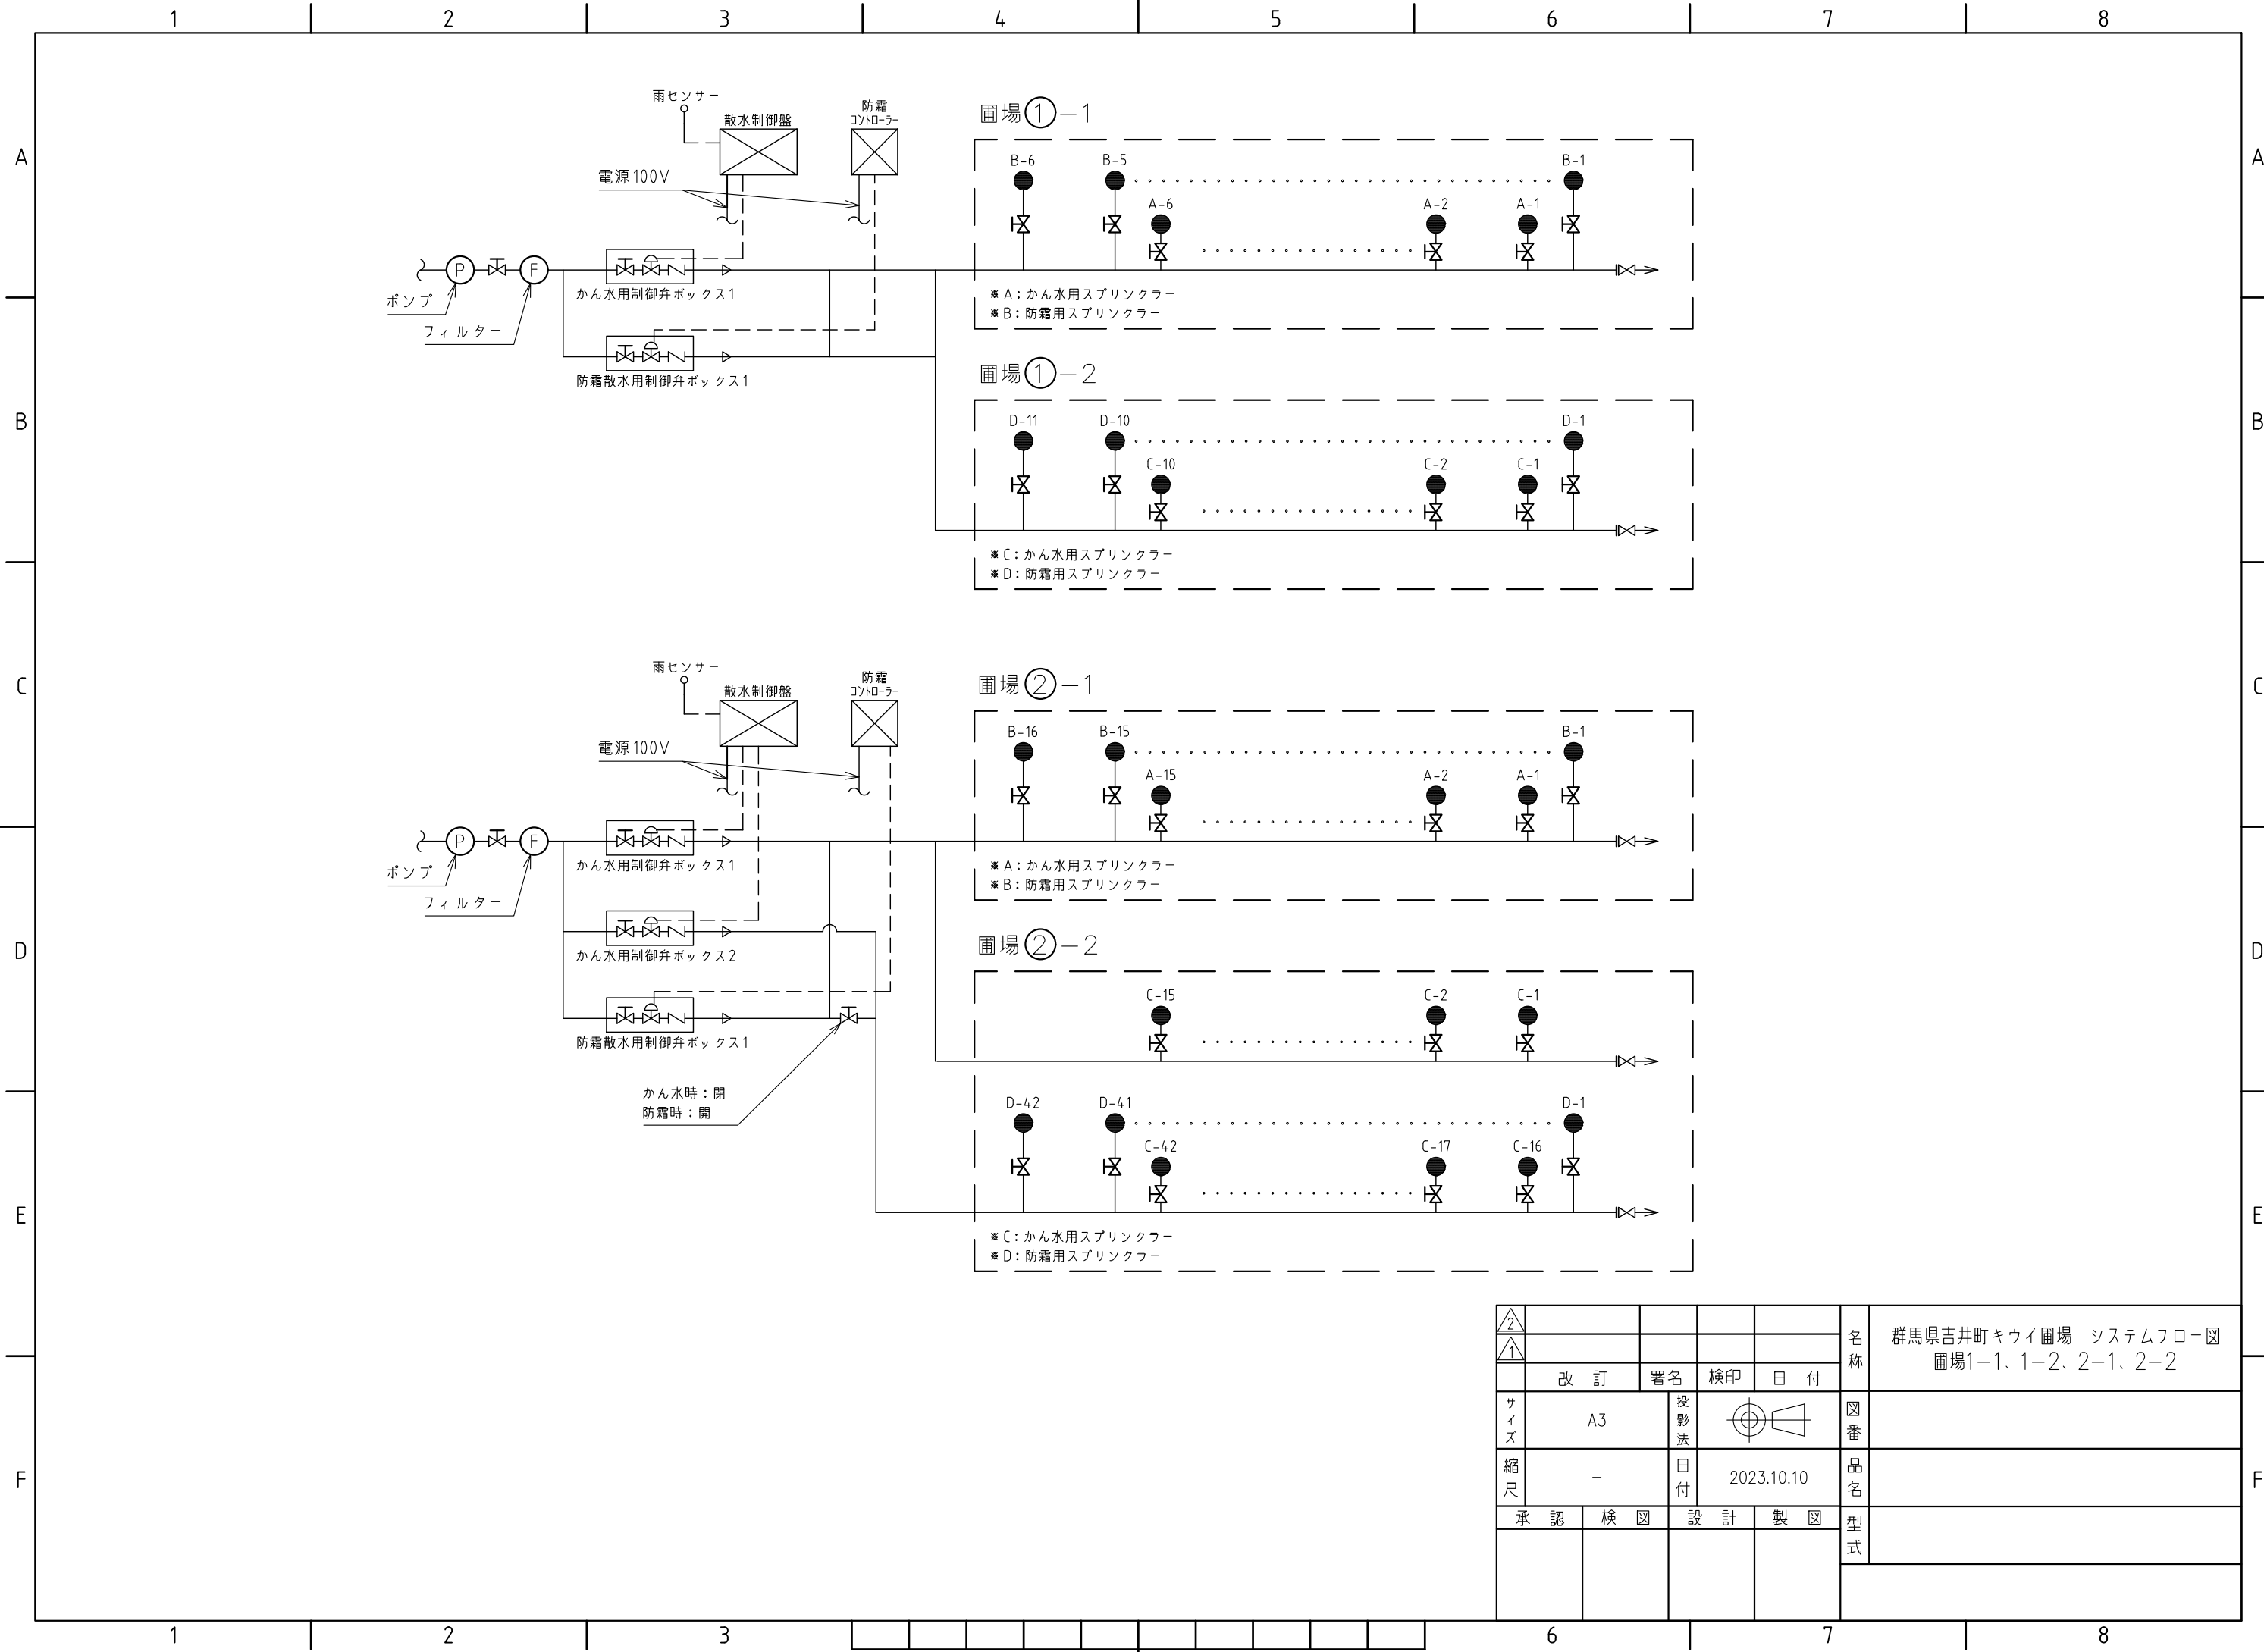 1 2 3 4 5 6 7 8
A A
B B
C C
D D
E E
F F
雨センサー
散水制御盤
防霜
コントローラー
電源100V
P
F
ポンプ
フィルター
かん水用制御弁ボックス1
防霜散水用制御弁ボックス1
圃場①−1
B-6 B-5 B-1
A-6 A-2 A-1
※A：かん水用スプリンクラー
※B：防霜用スプリンクラー
圃場①−2
D-11 D-10 D-1
C-10 C-2 C-1
※C：かん水用スプリンクラー
※D：防霜用スプリンクラー
雨センサー
散水制御盤
防霜
コントローラー
電源100V
P
F
ポンプ
フィルター
かん水用制御弁ボックス1
かん水用制御弁ボックス2
防霜散水用制御弁ボックス1
かん水時：閉
防霜時：開
圃場②−1
B-16 B-15 B-1
A-15 A-2 A-1
※A：かん水用スプリンクラー
※B：防霜用スプリンクラー
圃場②−2
C-15 C-2 C-1
D-42 D-41 D-1
C-42 C-17 C-16
※C：かん水用スプリンクラー
※D：防霜用スプリンクラー
2
1
改訂 署名 検印 日付
名称
群馬県吉井町キウイ圃場　システムフロー図
圃場1−1、1−2、2−1、2−2
サイズ A3 投影法
図番
縮尺 − 日付 2023.10.10
品名
承認 検図 設計 製図
型式
1 2 3 6 7 8